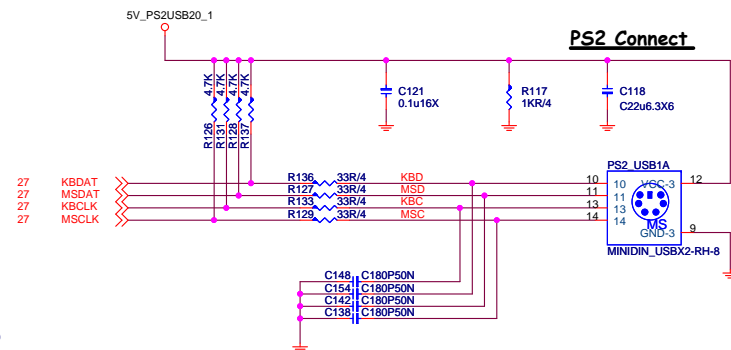 5V_PS2USB20_1
PS2 Connect
4.7K
4.7K
4.7K
4.7K
R126
R131
R128
R137
C121
0.1u16X
R117
1KR/4
C118
C22u6.3X6
PS2_USB1A
27 KBDAT R136 33R/4 KBD 10 10 VCC-3 12
27 MSDAT R127 33R/4 MSD 11 11
27 KBCLK R133 33R/4 KBC 13 13
27 MSCLK R129 33R/4 MSC 14 14 MS
GND-3 9
MINIDIN_USBX2-RH-8
C148 C180P50N
C154 C180P50N
C142 C180P50N
C138 C180P50N